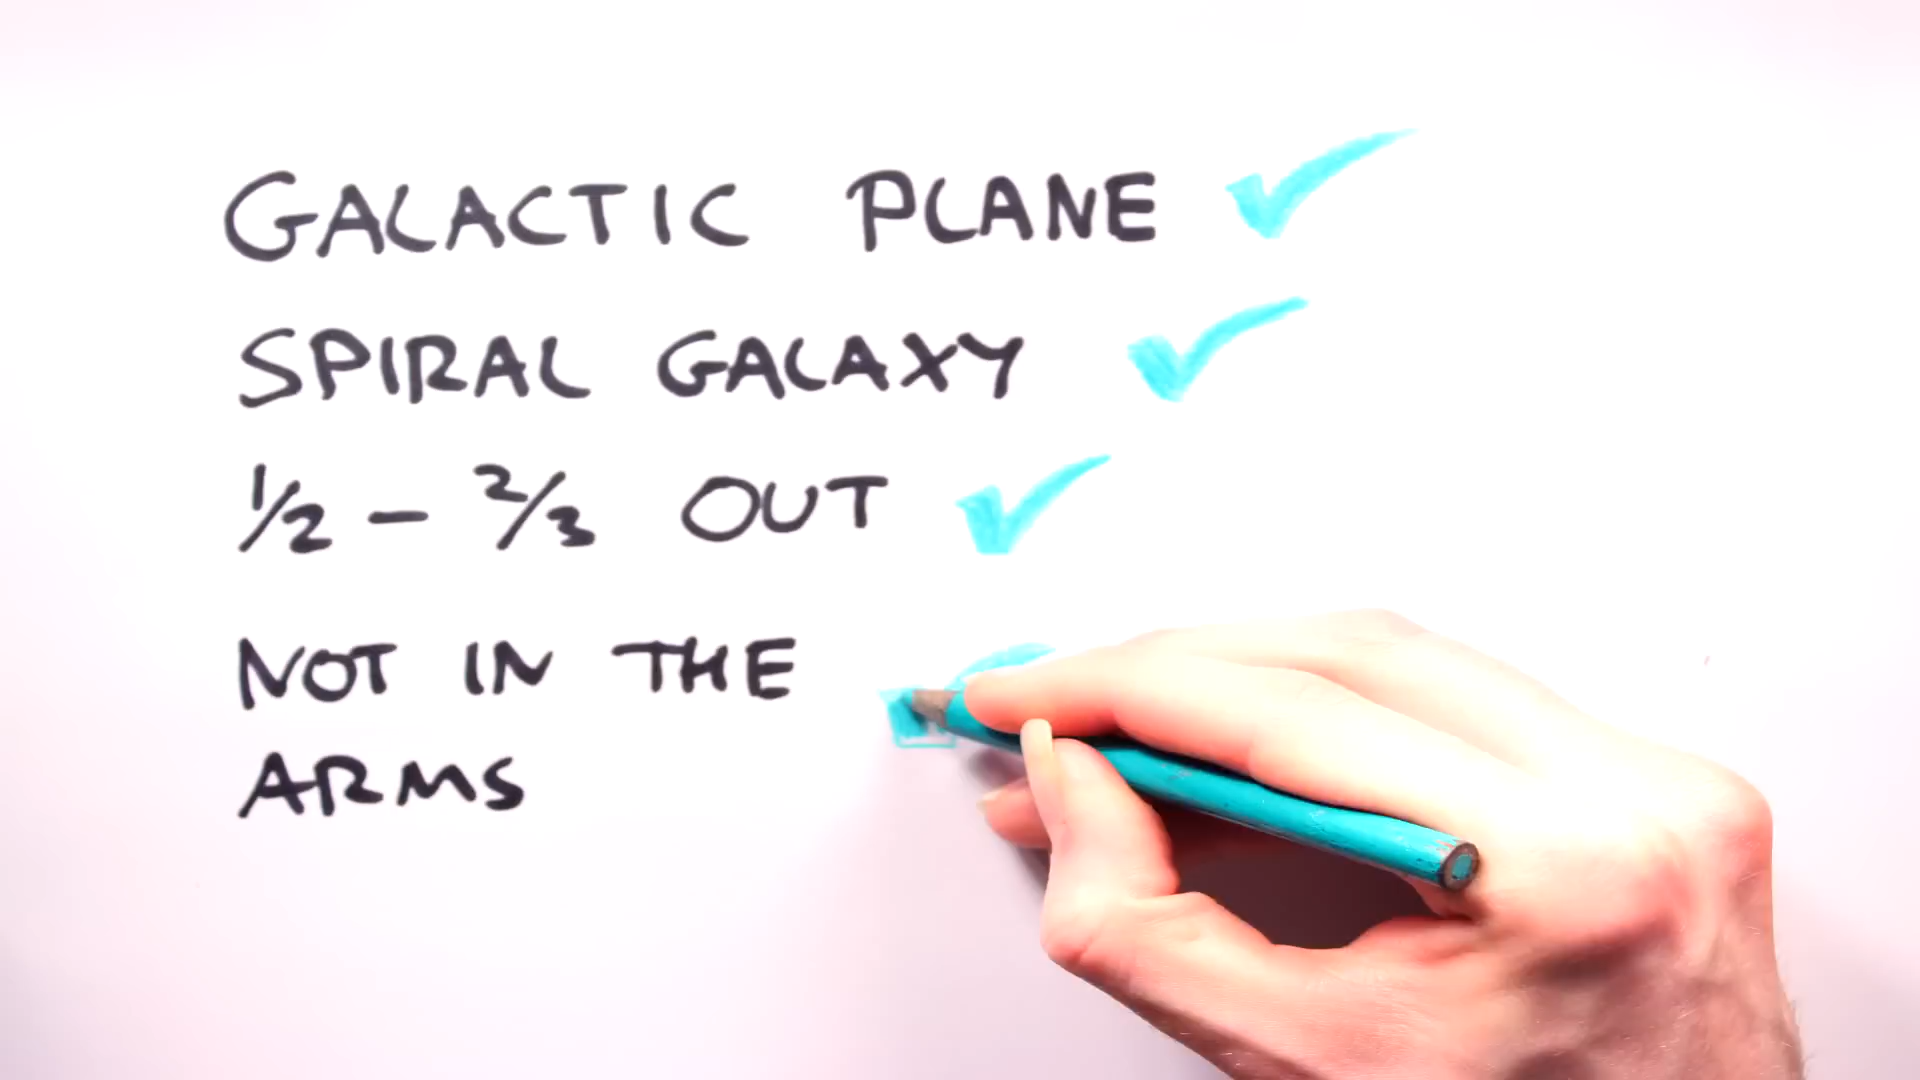 GALACTIC PLANE
SPIRAL GALAXY
1/2 - 2/3 OUT
NOT IN THE
ARMS